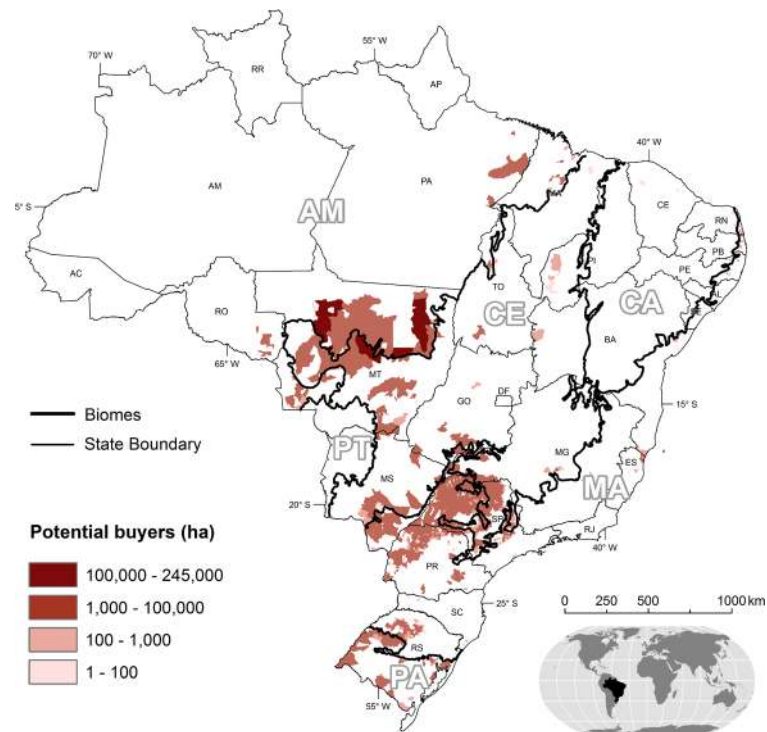 70° W
55° W
RR
AP
40° W
5° S
AM
PA
AM
MA
CE
RN
PB
PE
AL
SE
PI
CA
AC
RO
TO
CE
BA
65° W
MT
15° S
GO
DF
Biomes
State Boundary
PT
MG
ES
MS
MA
20° S
SP
RJ
40° W
Potential buyers (ha)
100,000 - 245,000
1,000 - 100,000
100 - 1,000
1 - 100
PR
SC
25° S
0 250 500 1000 km
RS
PA
55° W